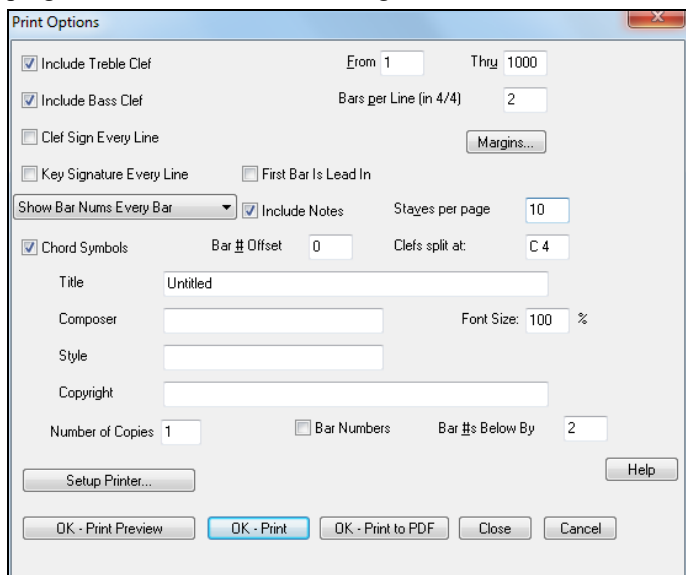 Print Options
Include Treble Clef From 1 Thru 1000
Include Bass Clef Bars per Line (in 4/4) 2
Clef Sign Every Line Margins...
Key Signature Every Line First Bar Is Lead In
Show Bar Nums Every Bar Include Notes Staves per page 10
Chord Symbols Bar # Offset 0 Clefs split at: C 4
Title Untitled
Composer Font Size: 100 %
Style
Copyright
Number of Copies 1 Bar Numbers Bar #s Below By 2
Setup Printer... Help
OK - Print Preview OK - Print OK - Print to PDF Close Cancel